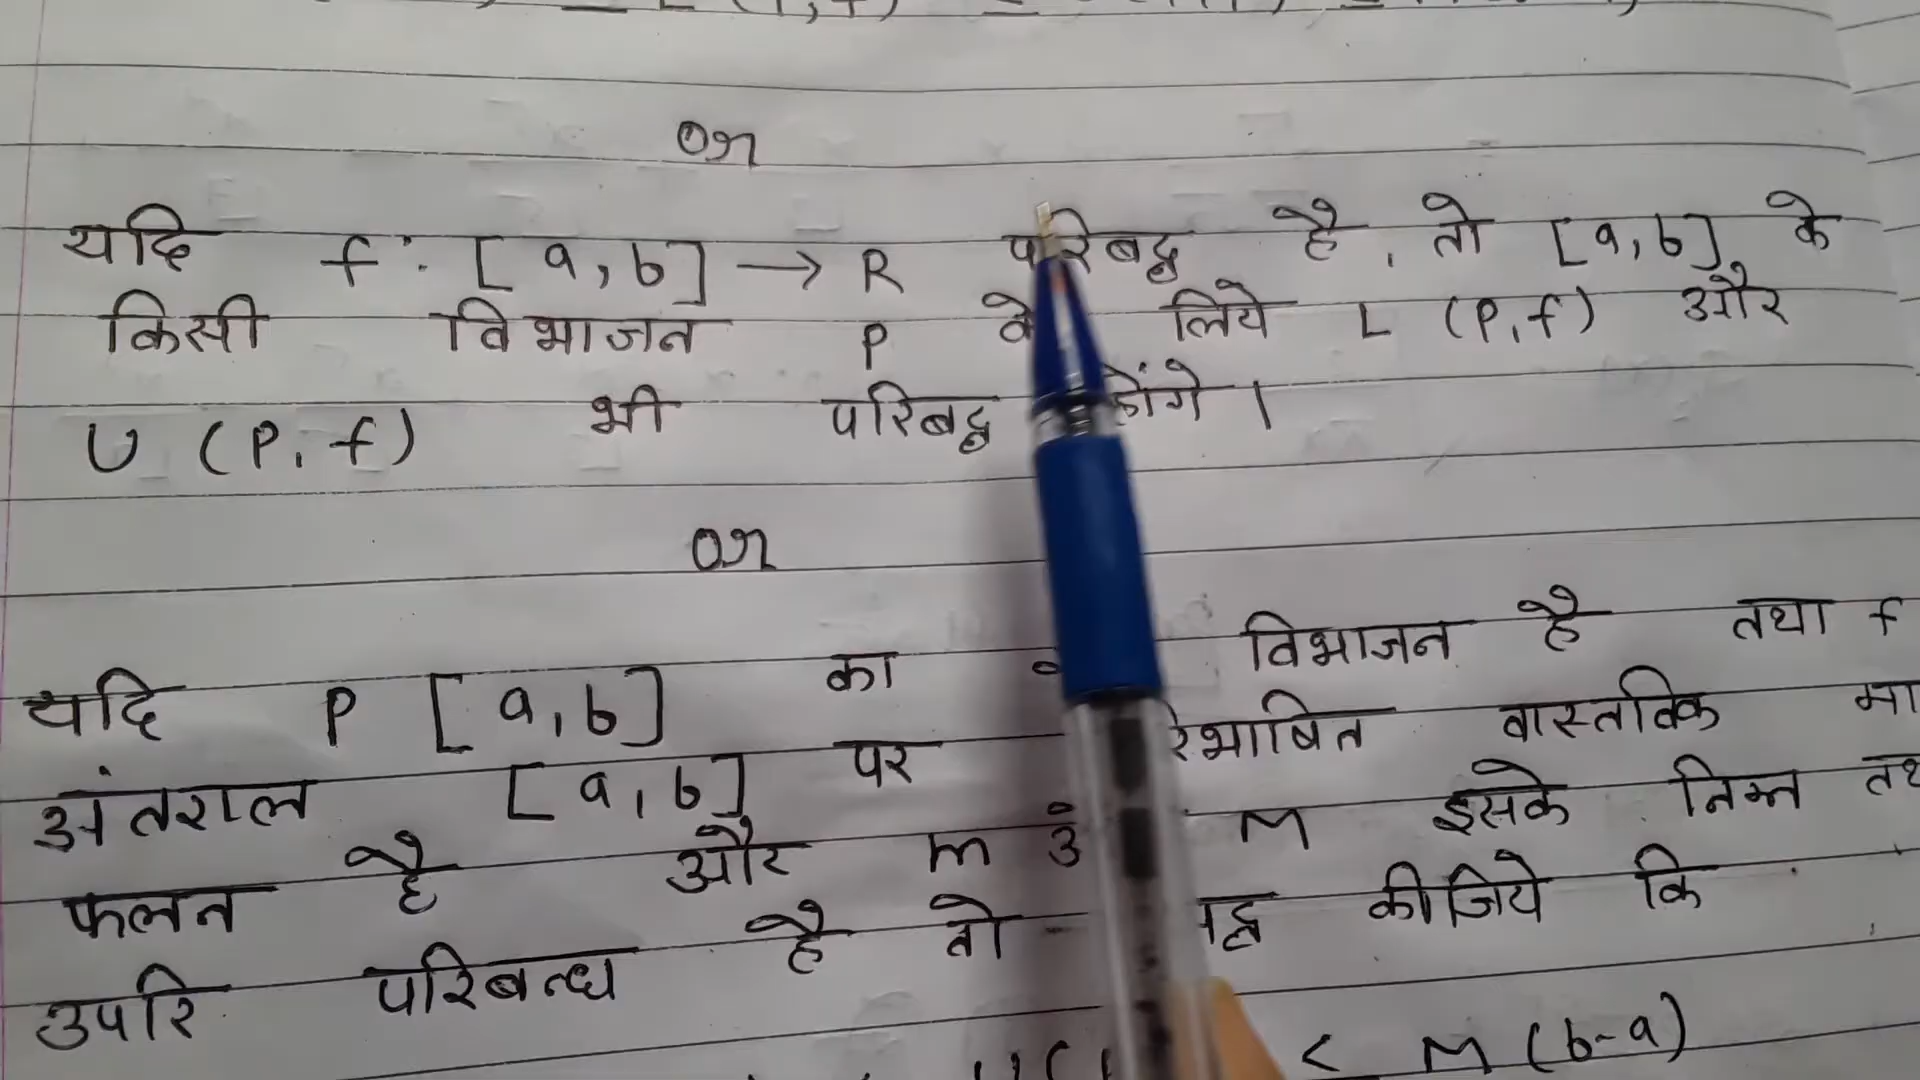 or
यदि f : [a,b] → R परिबद्ध है, तो [a,b] के
किसी विभाजन P के लिये L (P,f) और
U (P,f) भी परिबद्ध होंगे।
or
यदि P [a,b] का विभाजन है तथा f
अंतराल [a,b] पर वास्तविक
फलन है और m M इसके निम्न
उपरि परिबन्ध है तो कीजिये कि
M (b-a)